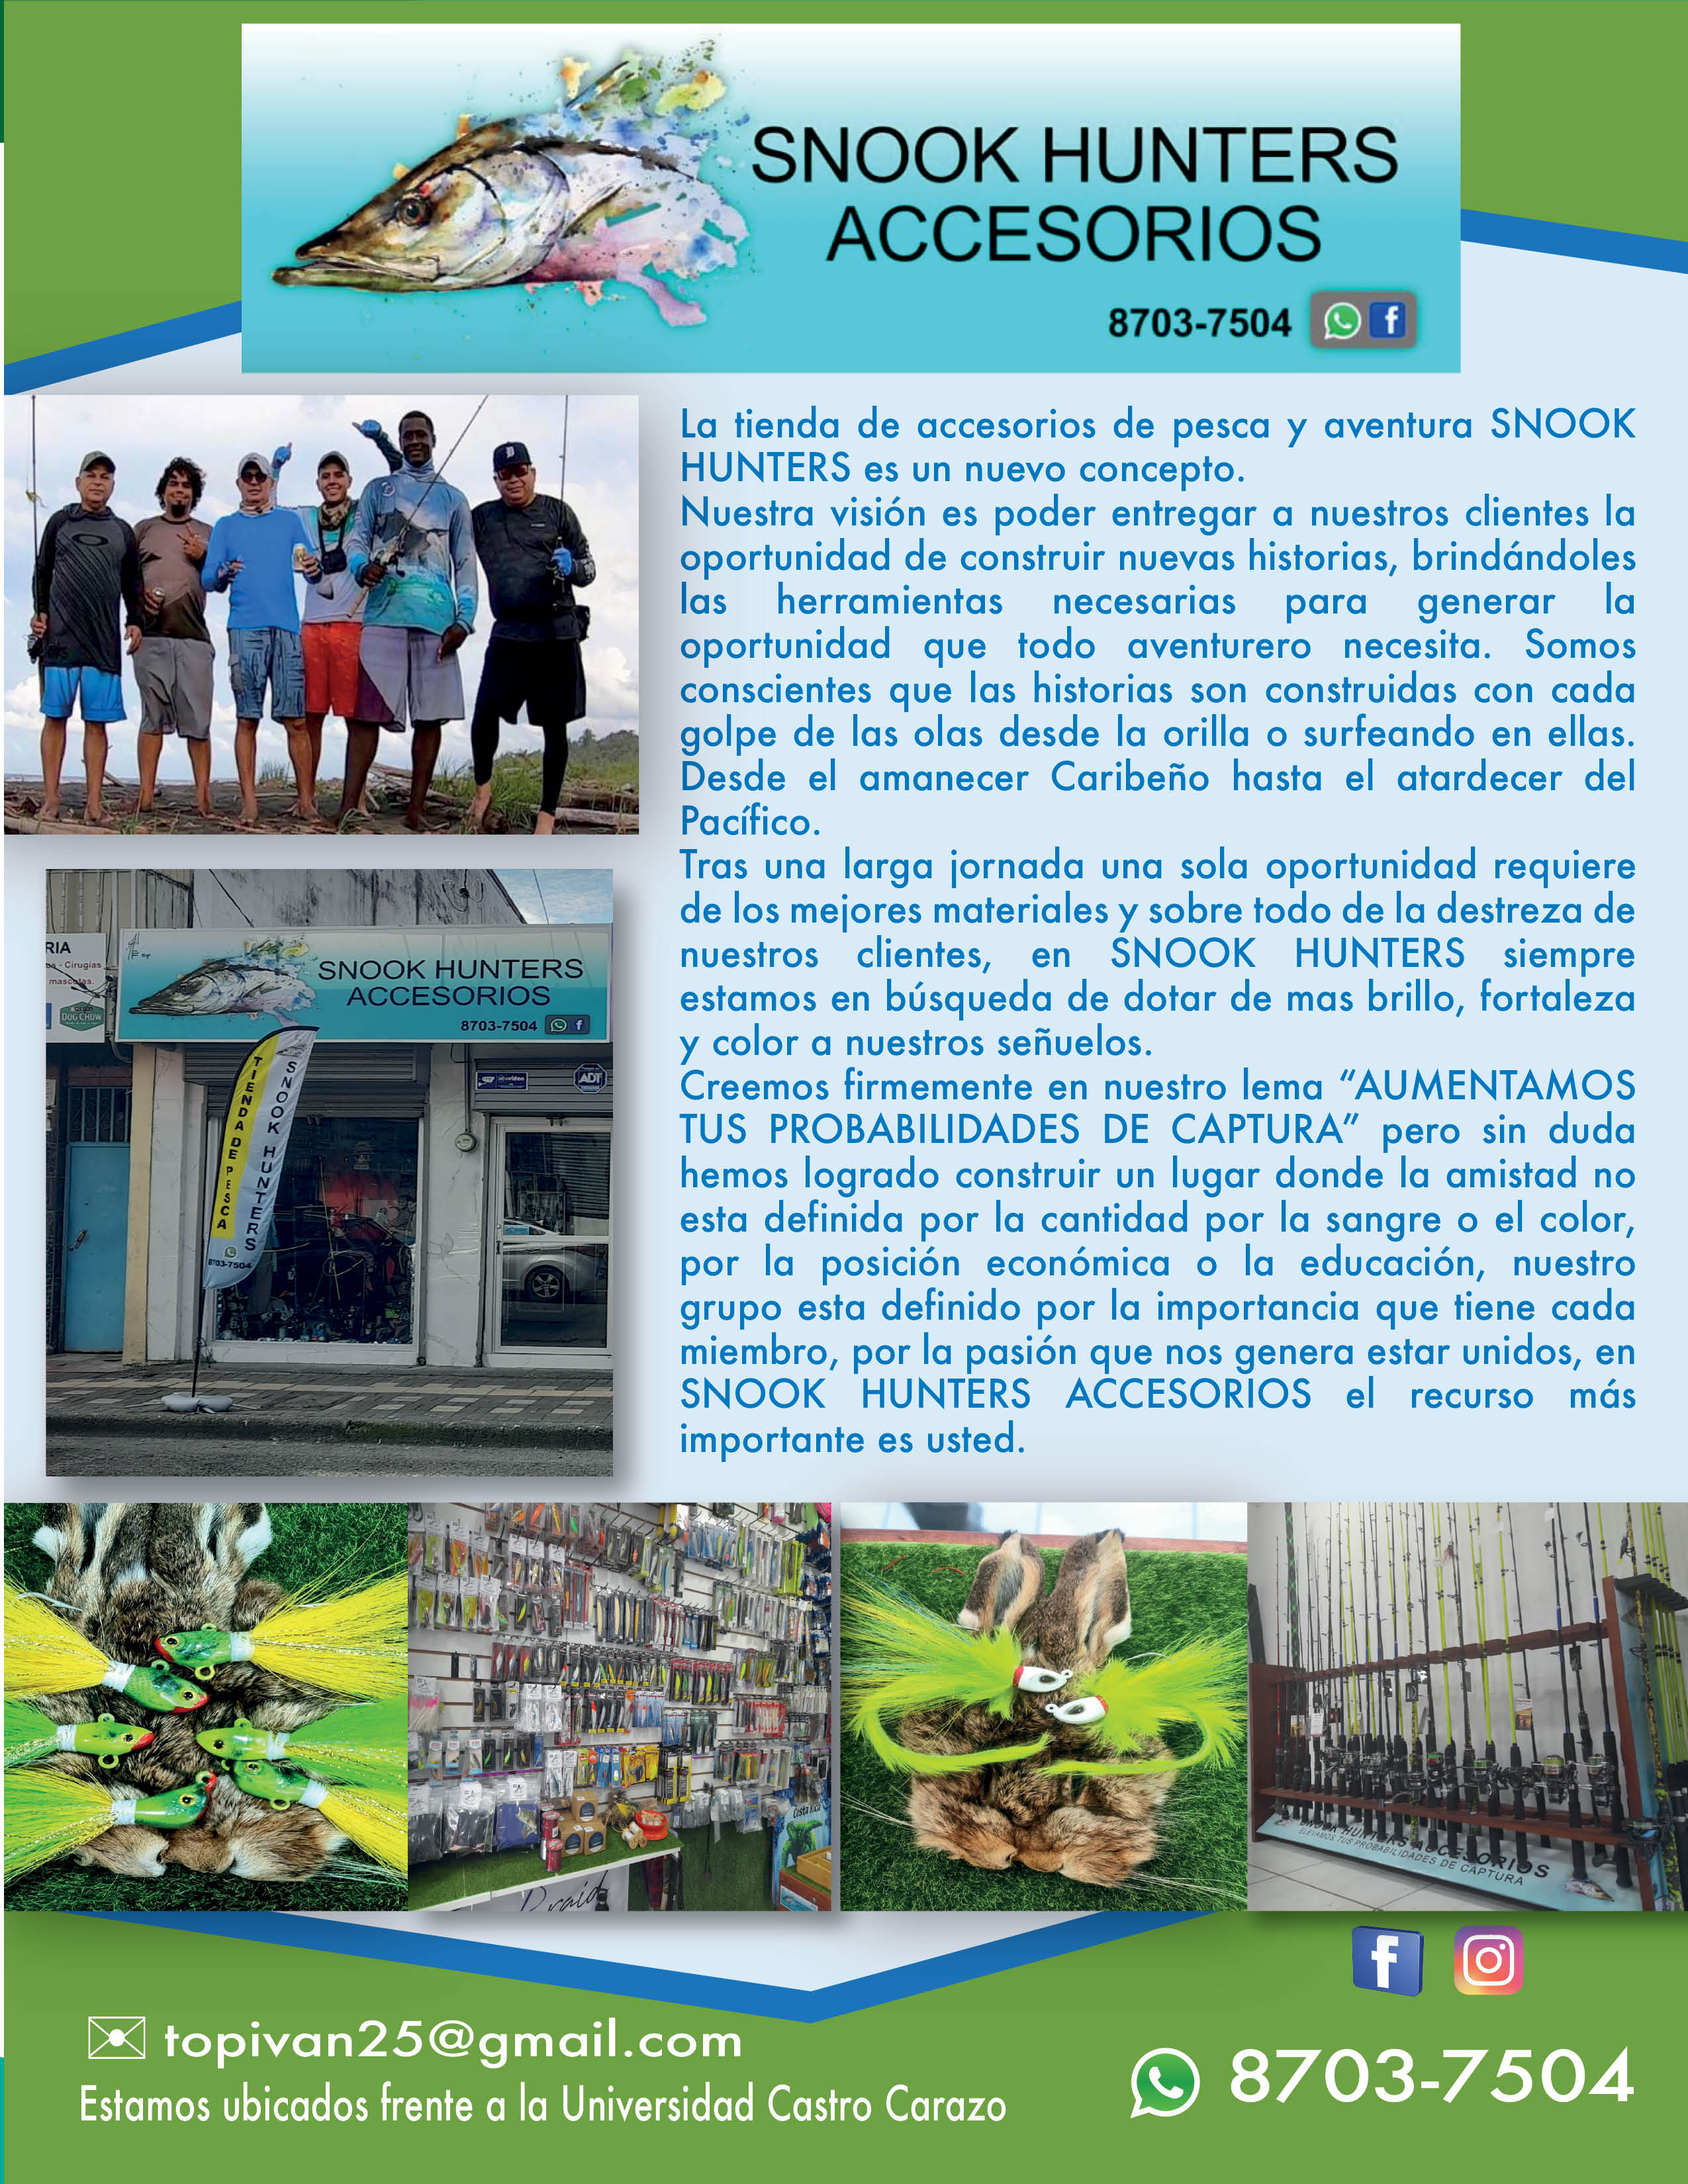 SNOOK HUNTERS
ACCESORIOS
8703-7504
La tienda de accesorios de pesca y aventura SNOOK
HUNTERS es un nuevo concepto.
Nuestra visión es poder entregar a nuestros clientes la
oportunidad de construir nuevas historias, brindándoles
las herramientas necesarias para generar la
oportunidad que todo aventurero necesita. Somos
conscientes que las historias son construidas con cada
golpe de las olas desde la orilla o surfeando en ellas.
Desde el amanecer Caribeño hasta el atardecer del
Pacífico.
Tras una larga jornada una sola oportunidad requiere
de los mejores materiales y sobre todo de la destreza de
nuestros clientes, en SNOOK HUNTERS siempre
estamos en búsqueda de dotar de mas brillo, fortaleza
y color a nuestros señuelos.
Creemos firmemente en nuestro lema “AUMENTAMOS
TUS PROBABILIDADES DE CAPTURA” pero sin duda
hemos logrado construir un lugar donde la amistad no
esta definida por la cantidad por la sangre o el color,
por la posición económica o la educación, nuestro
grupo esta definido por la importancia que tiene cada
miembro, por la pasión que nos genera estar unidos, en
SNOOK HUNTERS ACCESORIOS el recurso más
importante es usted.
RIA
- Cirugías
mascotas.
DOG CHOW
SNOOK HUNTERS
ACCESORIOS
8703-7504
ADT
TIENDA DE PESCA
SNOOK HUNTERS
8703-7504
Costa Rica
Braid
SNOOK HUNTERS ACCESORIOS
ELEVAMOS TUS PROBABILIDADES DE CAPTURA
topivan25@gmail.com
Estamos ubicados frente a la Universidad Castro Carazo
8703-7504